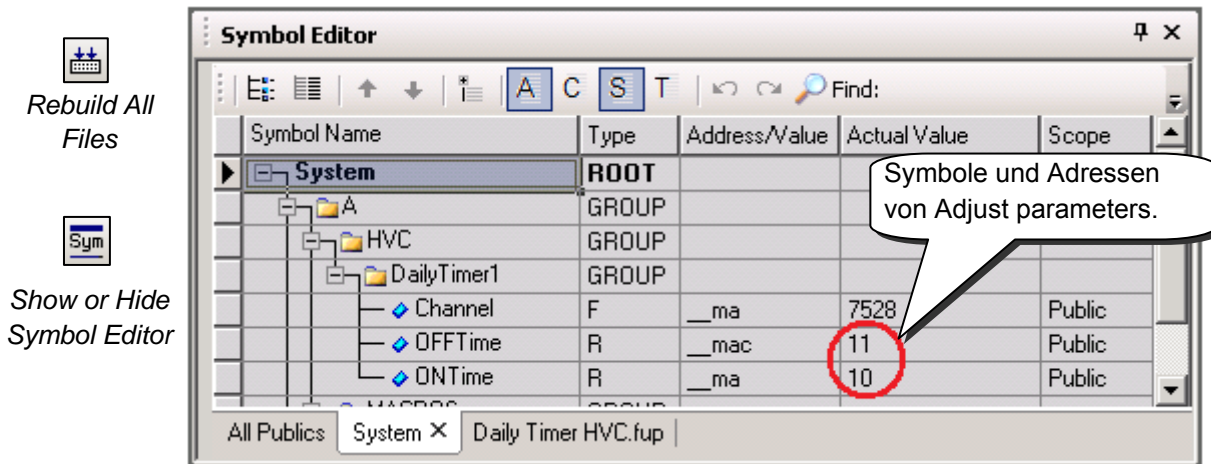 Rebuild All
Files
Sym
Show or Hide
Symbol Editor
Symbol Editor
A C S T Find:
Symbol Name Type Address/Value Actual Value Scope
System ROOT
A GROUP
HVC GROUP
DailyTimer1 GROUP
Channel F __ma 7528 Public
OFFTime R __mac 11 Public
ONTime R __ma 10 Public
Symbole und Adressen
von Adjust parameters.
All Publics System Daily Timer HVC.fup